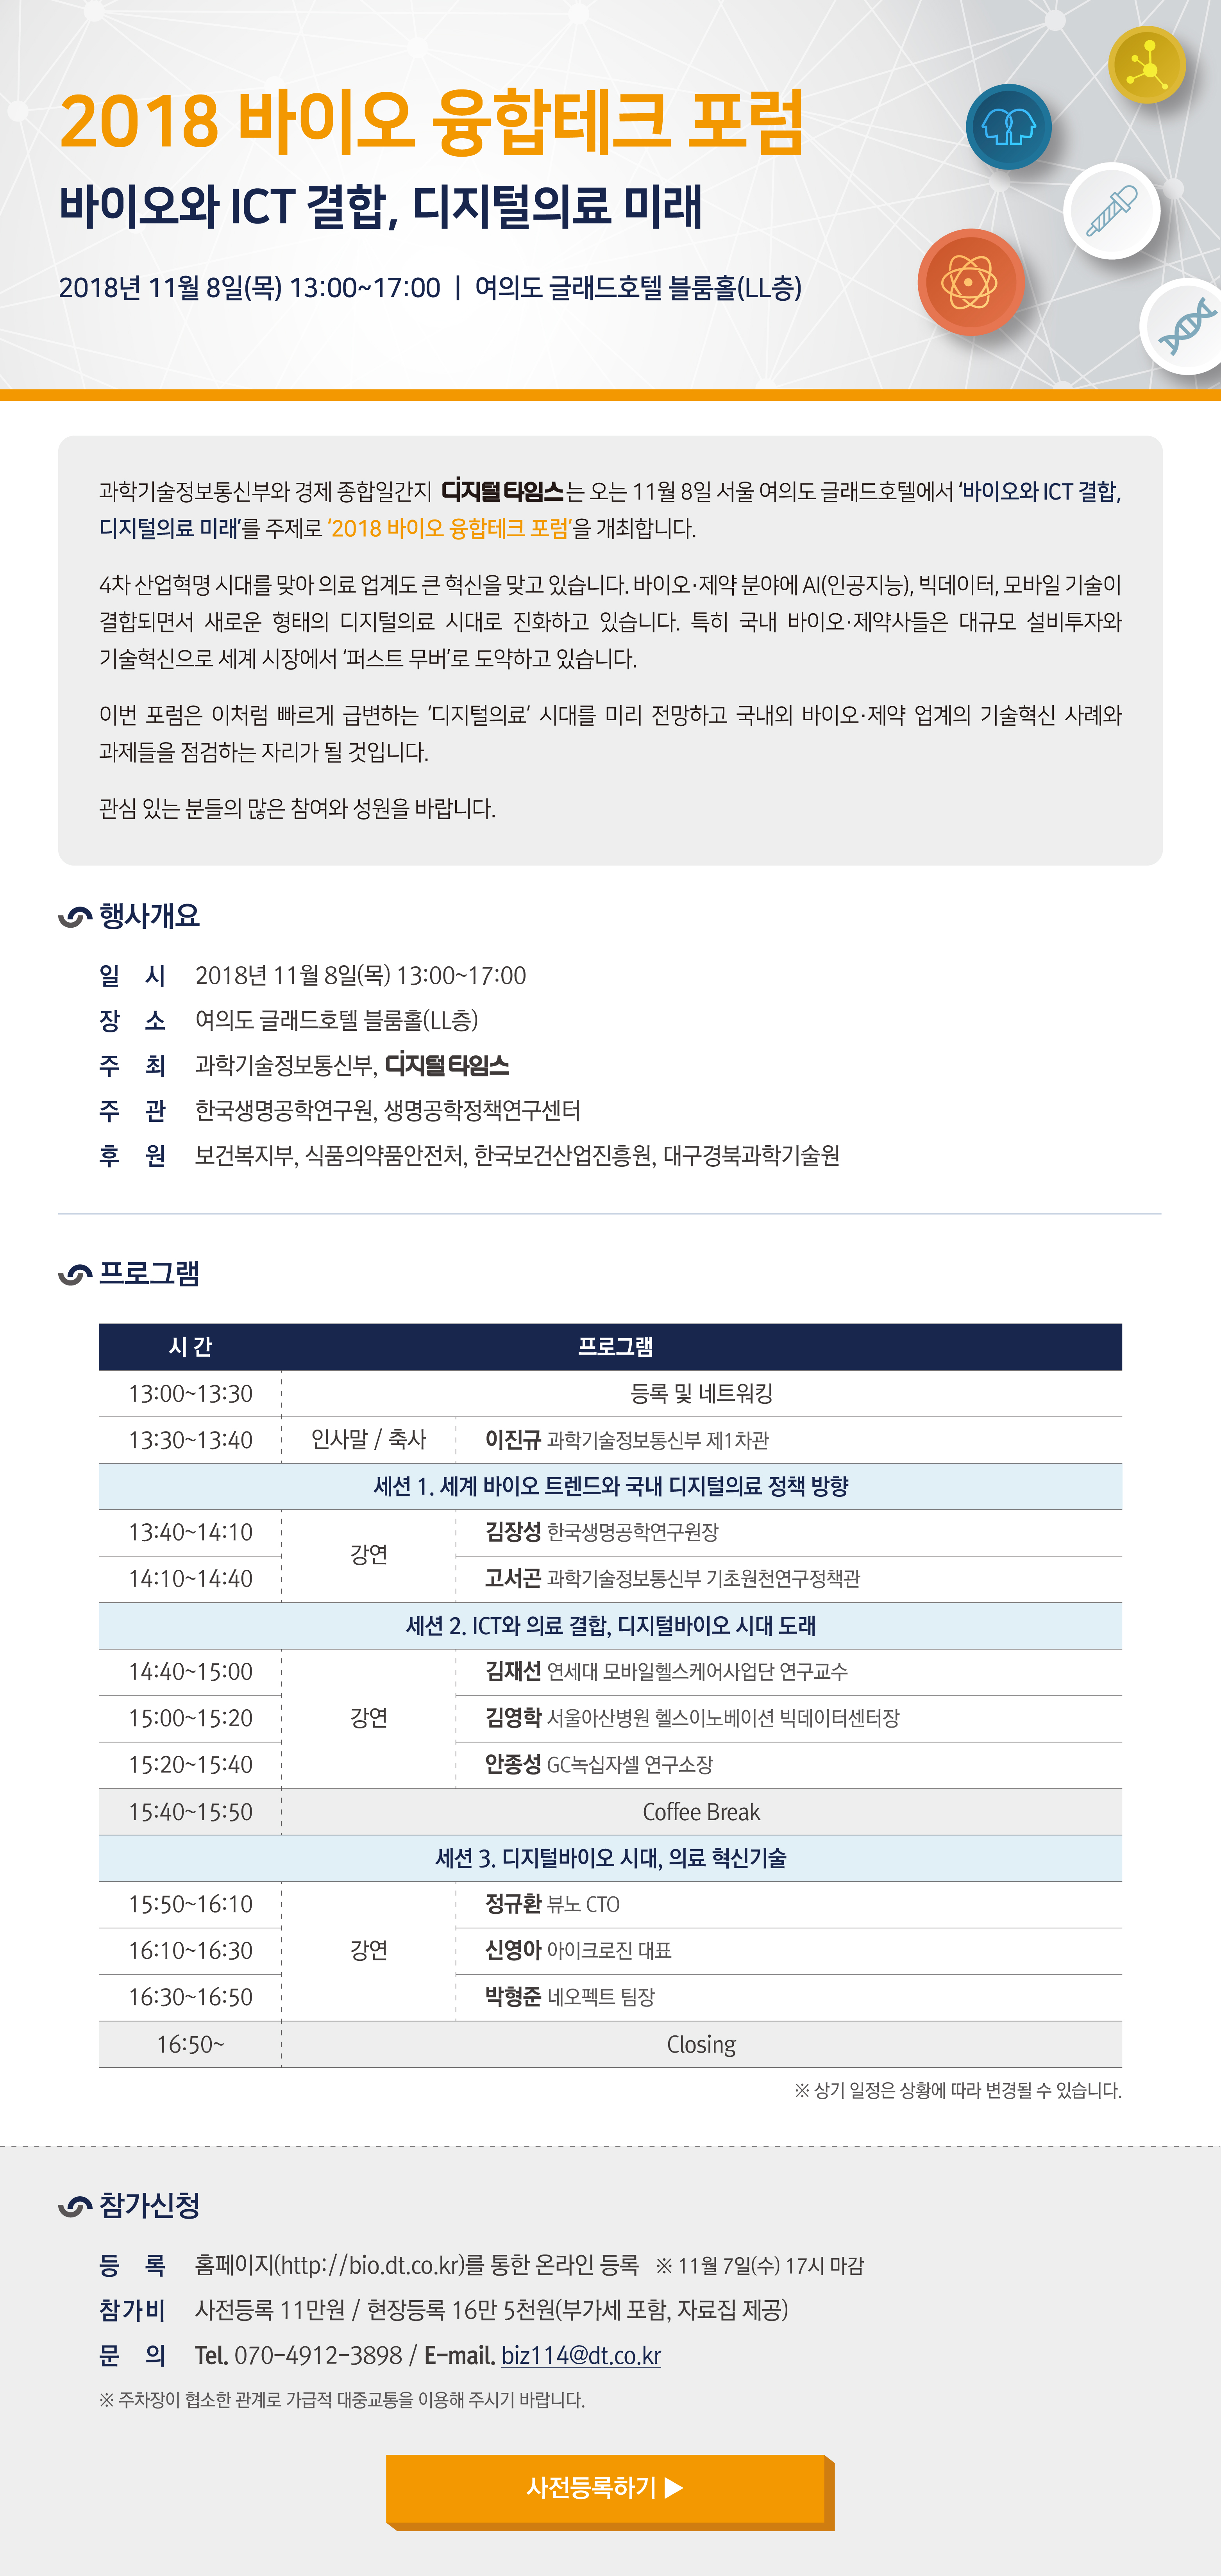 2018 바이오 융합테크 포럼
바이오와 ICT 결합, 디지털의료 미래
2018년 11월 8일(목) 13:00~17:00 | 여의도 글래드호텔 블룸홀(LL층)
과학기술정보통신부와 경제 종합일간지 디지털타임스는 오는 11월 8일 서울 여의도 글래드호텔에서 '바이오와 ICT 결합,
디지털의료 미래'를 주제로 '2018 바이오 융합테크 포럼'을 개최합니다.
4차 산업혁명 시대를 맞아 의료 업계도 큰 혁신을 맞고 있습니다. 바이오·제약 분야에 AI(인공지능), 빅데이터, 모바일 기술이
결합되면서 새로운 형태의 디지털의료 시대로 진화하고 있습니다. 특히 국내 바이오·제약사들은 대규모 설비투자와
기술혁신으로 세계 시장에서 '퍼스트 무버'로 도약하고 있습니다.
이번 포럼은 이처럼 빠르게 급변하는 '디지털의료' 시대를 미리 전망하고 국내외 바이오·제약 업계의 기술혁신 사례와
과제들을 점검하는 자리가 될 것입니다.
관심 있는 분들의 많은 참여와 성원을 바랍니다.
행사개요
일 시 2018년 11월 8일(목) 13:00~17:00
장 소 여의도 글래드호텔 블룸홀(LL층)
주 최 과학기술정보통신부, 디지털타임스
주 관 한국생명공학연구원, 생명공학정책연구센터
후 원 보건복지부, 식품의약품안전처, 한국보건산업진흥원, 대구경북과학기술원
프로그램
시 간 프로그램
13:00~13:30 등록 및 네트워킹
13:30~13:40 인사말 / 축사 이진규 과학기술정보통신부 제1차관
세션 1. 세계 바이오 트렌드와 국내 디지털의료 정책 방향
13:40~14:10 김장성 한국생명공학연구원장
강연
14:10~14:40 고서곤 과학기술정보통신부 기초원천연구정책관
세션 2. ICT와 의료 결합, 디지털바이오 시대 도래
14:40~15:00 김재선 연세대 모바일헬스케어사업단 연구교수
15:00~15:20 강연 김영학 서울아산병원 헬스이노베이션 빅데이터센터장
15:20~15:40 안종성 GC녹십자셀 연구소장
15:40~15:50 Coffee Break
세션 3. 디지털바이오 시대, 의료 혁신기술
15:50~16:10 정규환 뷰노 CTO
16:10~16:30 강연 신영아 아이크로진 대표
16:30~16:50 박형준 네오펙트 팀장
16:50~ Closing
※ 상기 일정은 상황에 따라 변경될 수 있습니다.
참가신청
등 록 홈페이지(http://bio.dt.co.kr)를 통한 온라인 등록 ※ 11월 7일(수) 17시 마감
참가비 사전등록 11만원 / 현장등록 16만 5천원(부가세 포함, 자료집 제공)
문 의 Tel. 070-4912-3898 / E-mail. biz114@dt.co.kr
※ 주차장이 협소한 관계로 가급적 대중교통을 이용해 주시기 바랍니다.
사전등록하기 ▶